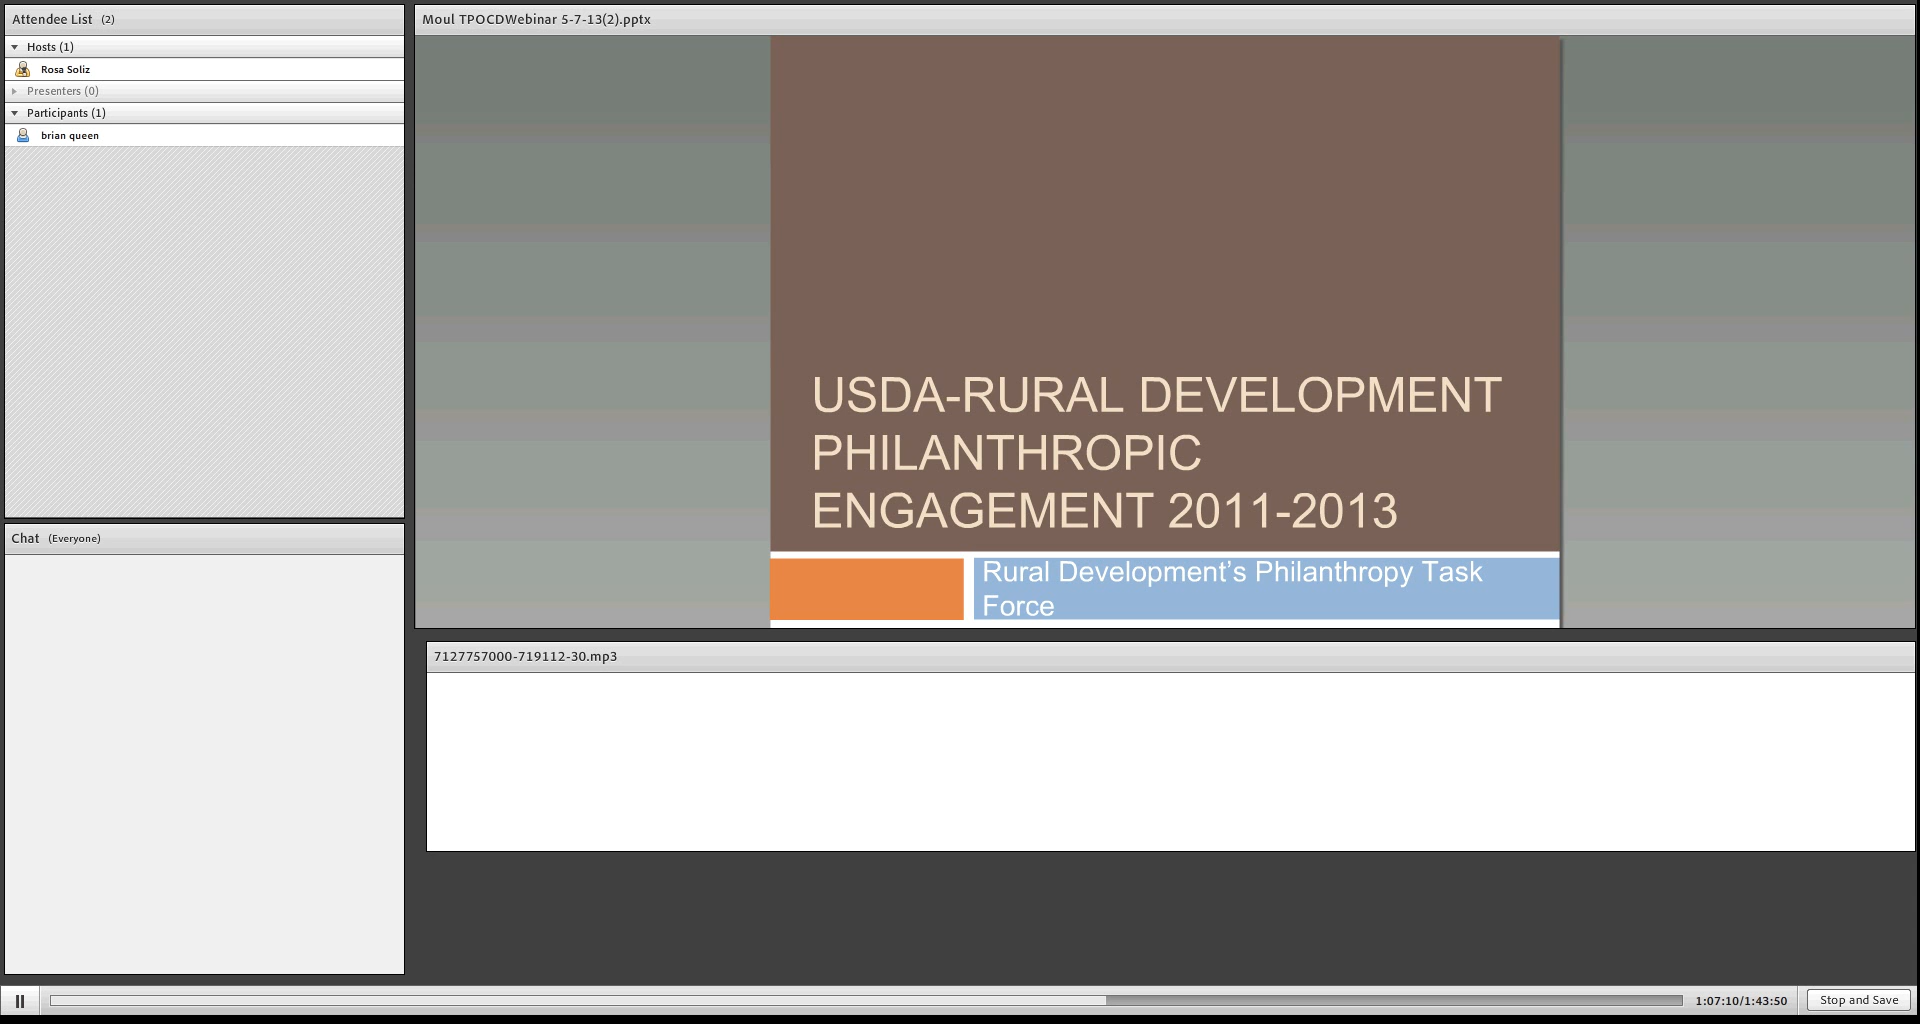 Attendee List (2)
Hosts (1)
Rosa Soliz
Presenters (0)
Participants (1)
brian queen
Chat (Everyone)
Moul TPOCDWebinar 5-7-13(2).pptx
USDA-RURAL DEVELOPMENT
PHILANTHROPIC
ENGAGEMENT 2011-2013
Rural Development’s Philanthropy Task
Force
7127757000-719112-30.mp3
1:07:10/1:43:50
Stop and Save